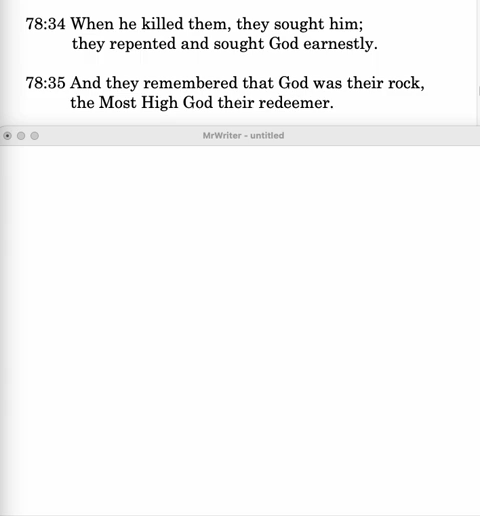 78:34 When he killed them, they sought him;
they repented and sought God earnestly.
78:35 And they remembered that God was their rock,
the Most High God their redeemer.
MrWriter - untitled